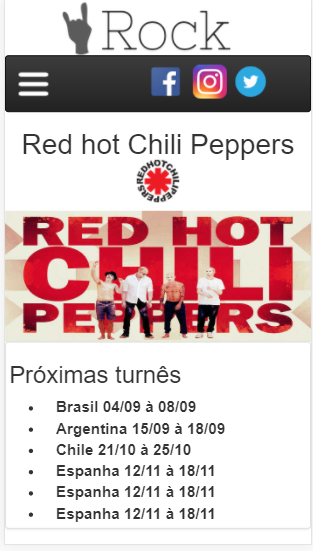 Rock
Red hot Chili Peppers
REDHOTCHILIPEPPERS
RED HOT
CHILI
PEPPERS
Próximas turnês
Brasil 04/09 à 08/09
Argentina 15/09 à 18/09
Chile 21/10 à 25/10
Espanha 12/11 à 18/11
Espanha 12/11 à 18/11
Espanha 12/11 à 18/11